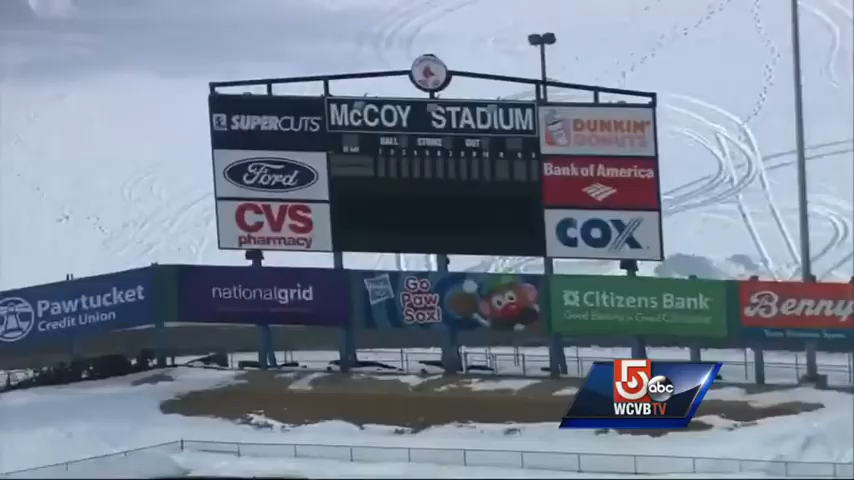 McCOY STADIUM
SUPERCUTS
BALL STRIKE OUT
Ford
CVS
pharmacy
DUNKIN'
DONUTS
Bank of America
COX
Pawtucket
Credit Union
nationalgrid
Go
Paw
Sox!
Citizens Bank
Good Banking is Good Citizenship
Benny
5
abc
WCVB TV